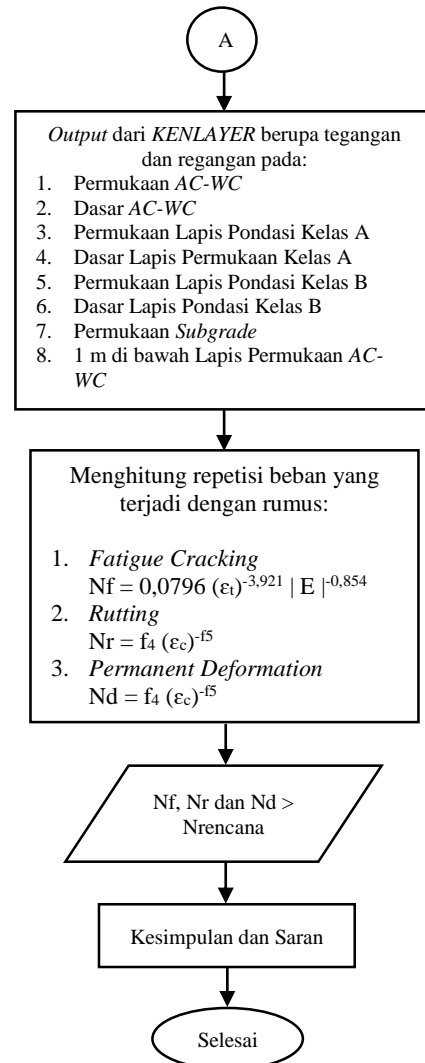 A
Output dari KENLAYER berupa tegangan
dan regangan pada:
1. Permukaan AC-WC
2. Dasar AC-WC
3. Permukaan Lapis Pondasi Kelas A
4. Dasar Lapis Permukaan Kelas A
5. Permukaan Lapis Pondasi Kelas B
6. Dasar Lapis Pondasi Kelas B
7. Permukaan Subgrade
8. 1 m di bawah Lapis Permukaan AC-
WC
Menghitung repetisi beban yang
terjadi dengan rumus:
1. Fatigue Cracking
Nf = 0,0796 (εt)-3,921 | E |-0,854
2. Rutting
Nr = f4 (εc)-f5
3. Permanent Deformation
Nd = f4 (εc)-f5
Nf, Nr dan Nd >
Nrencana
Kesimpulan dan Saran
Selesai